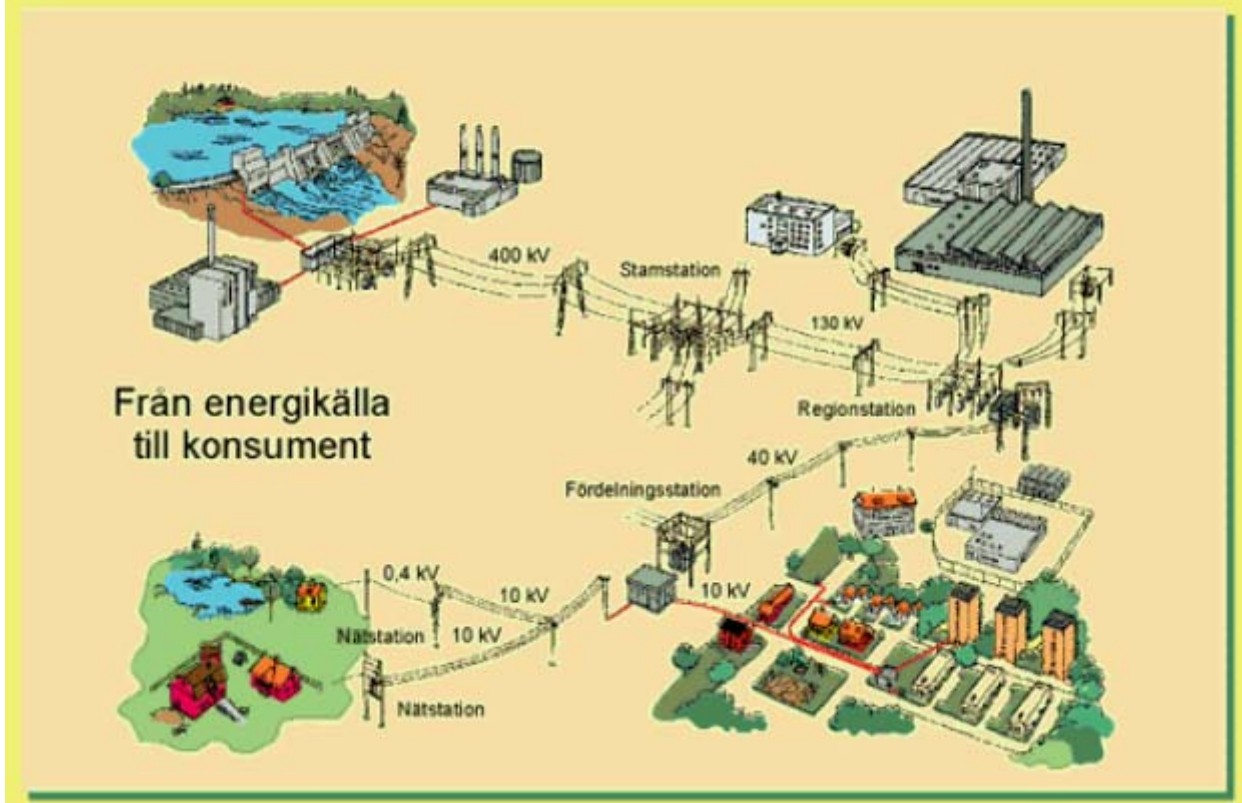 400 kV
Stamstation
130 kV
Från energikälla
till konsument
Regionstation
40 kV
Fördelningsstation
0,4 kV
10 kV
10 kV
Nätstation
10 kV
Nätstation